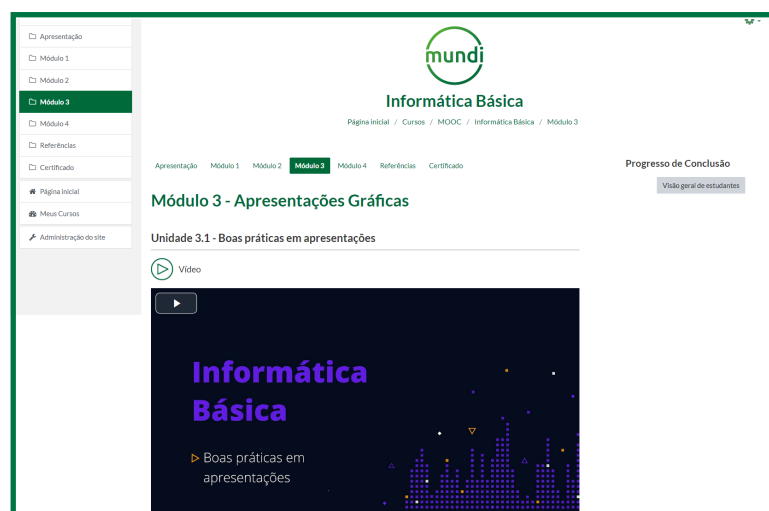 Apresentação
Módulo 1
Módulo 2
Módulo 3
Módulo 4
Referências
Certificado
Página inicial
Meus Cursos
Administração do site
mundi
Informática Básica
Página inicial / Cursos / MOOC / Informática Básica / Módulo 3
Apresentação Módulo 1 Módulo 2 Módulo 3 Módulo 4 Referências Certificado
Progresso de Conclusão
Visão geral de estudantes
Módulo 3 - Apresentações Gráficas
Unidade 3.1 - Boas práticas em apresentações
Vídeo
Informática
Básica
Boas práticas em
apresentações